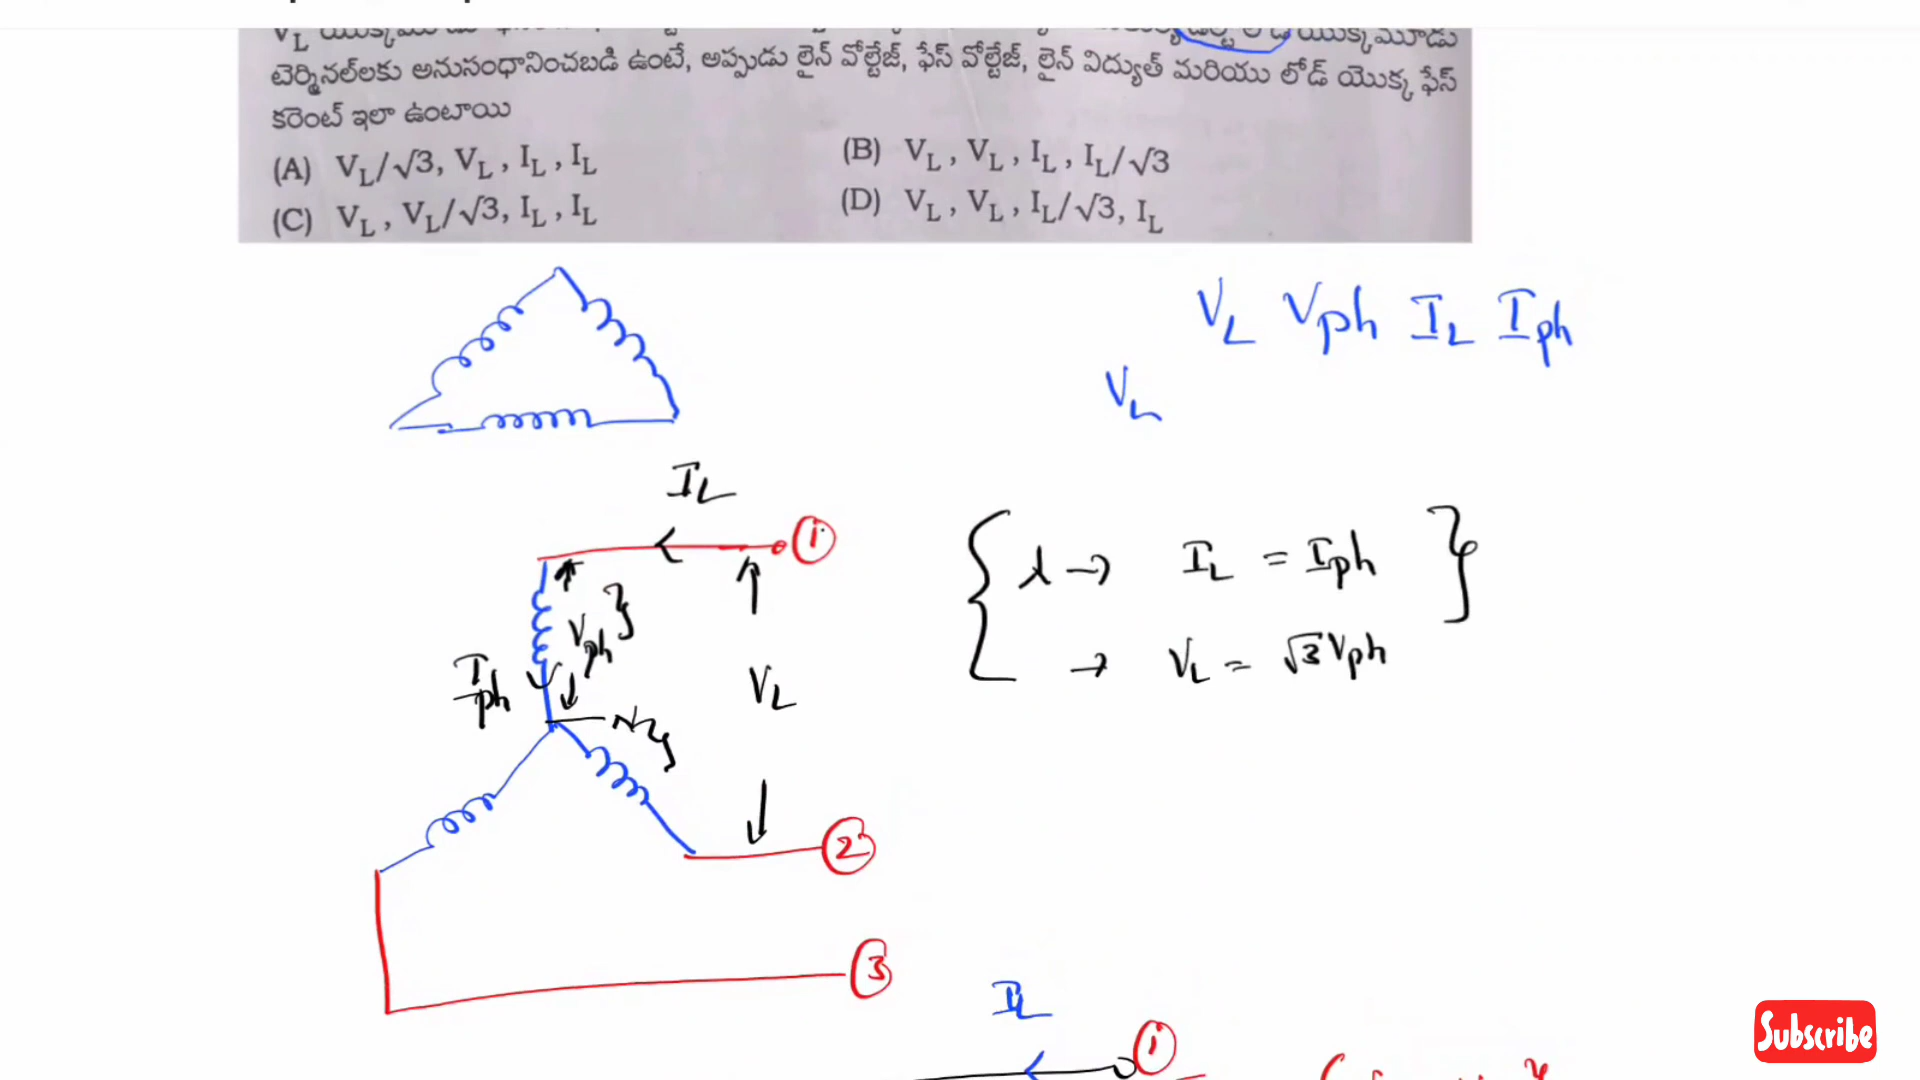 యొక్క మూడు
టెర్మినల్‌లకు అనుసంధానించబడి ఉంటే, అప్పుడు లైన్ వోల్టేజ్, ఫేస్ వోల్టేజ్, లైన్ విద్యుత్ మరియు లోడ్ యొక్క ఫేస్
కరెంట్ ఇలా ఉంటాయి
(A) V_L/√3, V_L, I_L, I_L
(B) V_L, V_L, I_L, I_L/√3
(C) V_L, V_L/√3, I_L, I_L
(D) V_L, V_L, I_L/√3, I_L
V_L V_ph I_L I_ph
V_L
I_L
1
V_ph
I_ph
V_L
2
3
→ I_L = I_ph
→ V_L = √3 V_ph
I_L
1
Subscribe